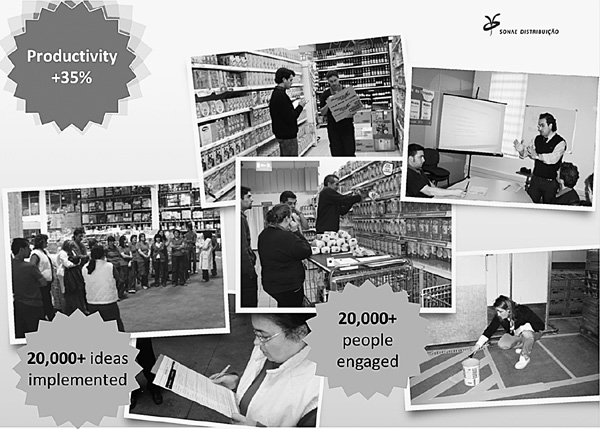 Productivity
+35%
SONAE DISTRIBUIÇÃO
20,000+ ideas
implemented
20,000+
people
engaged